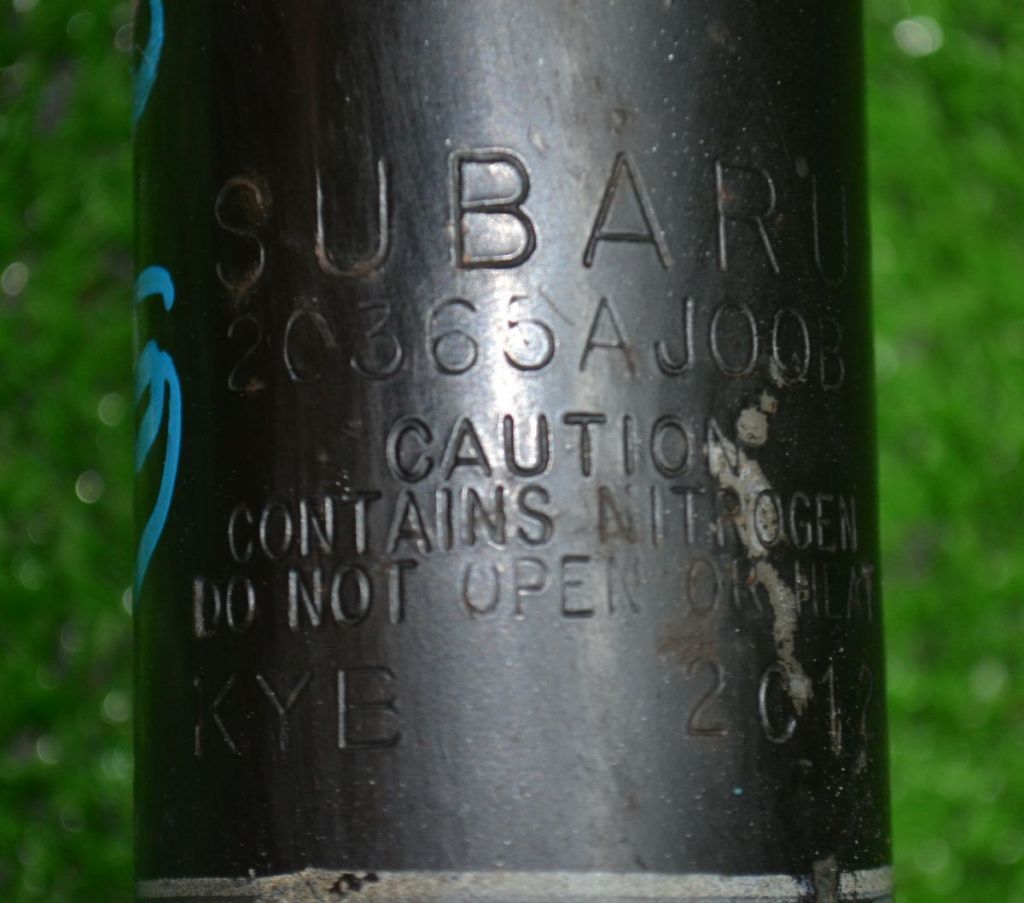 SUBARU
20365AJ00B
CAUTION
CONTAINS NITROGEN
DO NOT OPEN OR HEAT
KYB 2012